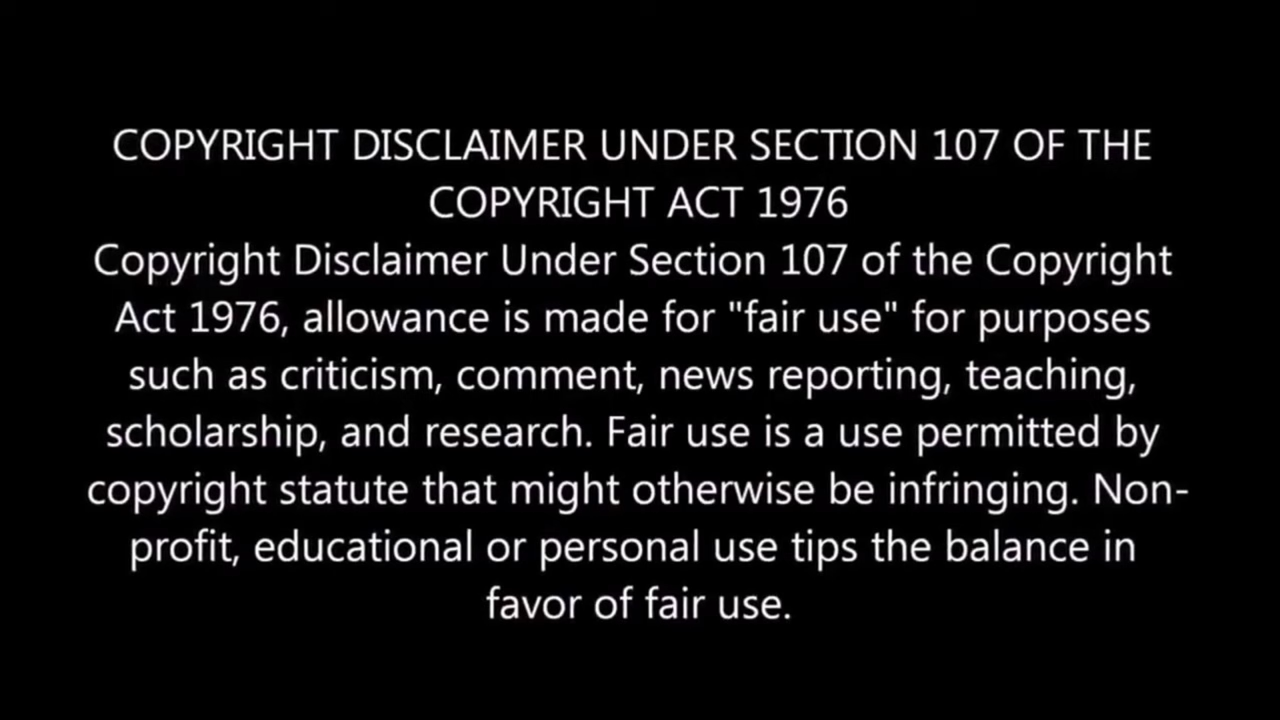 COPYRIGHT DISCLAIMER UNDER SECTION 107 OF THE
COPYRIGHT ACT 1976
Copyright Disclaimer Under Section 107 of the Copyright
Act 1976, allowance is made for "fair use" for purposes
such as criticism, comment, news reporting, teaching,
scholarship, and research. Fair use is a use permitted by
copyright statute that might otherwise be infringing. Non-
profit, educational or personal use tips the balance in
favor of fair use.